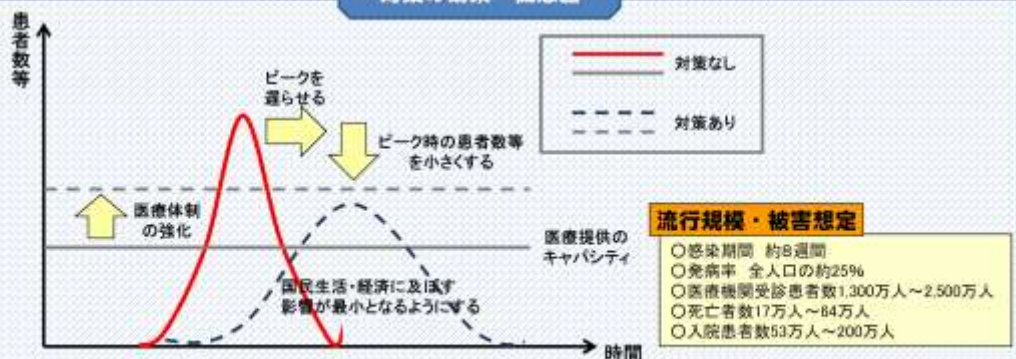 患者数等
ピークを
遅らせる
ピーク時の患者数等
を小さくする
対策なし
対策あり
医療体制
の強化
医療提供の
キャパシティ
国民生活・経済に及ぼす
影響が最小となるようにする
時間
流行規模・被害想定
○感染期間 約8週間
○発病率 全人口の約25%
○医療機関受診患者数1,300万人～2,500万人
○死亡者数17万人～64万人
○入院患者数53万人～200万人